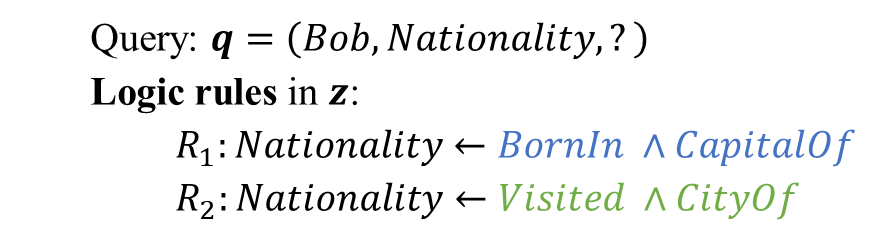 Query: q = (Bob, Nationality, ? )
Logic rules in z:
R₁: Nationality ← BornIn ∧ CapitalOf
R₂: Nationality ← Visited ∧ CityOf